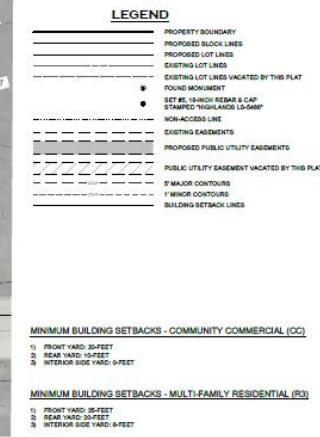 LEGEND
PROPERTY BOUNDARY
PROPOSED BLOCK LINES
PROPOSED LOT LINES
EXISTING LOT LINES
EXISTING LOT LINES VACATED BY THIS PLAT
FOUND MONUMENT
SET #5, 18-INCH REBAR & CAP
STAMPED "HIGHLANDS LS-5466"
NON-ACCESS LINE
EXISTING EASEMENTS
PROPOSED PUBLIC UTILITY EASEMENTS
PUBLIC UTILITY EASEMENT VACATED BY THIS PLAT
5' MAJOR CONTOURS
1' MINOR CONTOURS
BUILDING SETBACK LINES
MINIMUM BUILDING SETBACKS - COMMUNITY COMMERCIAL (CC)
1) FRONT YARD: 20-FEET
2) REAR YARD: 10-FEET
3) INTERIOR SIDE YARD: 0-FEET
MINIMUM BUILDING SETBACKS - MULTI-FAMILY RESIDENTIAL (R3)
1) FRONT YARD: 25-FEET
2) REAR YARD: 20-FEET
3) INTERIOR SIDE YARD: 8-FEET